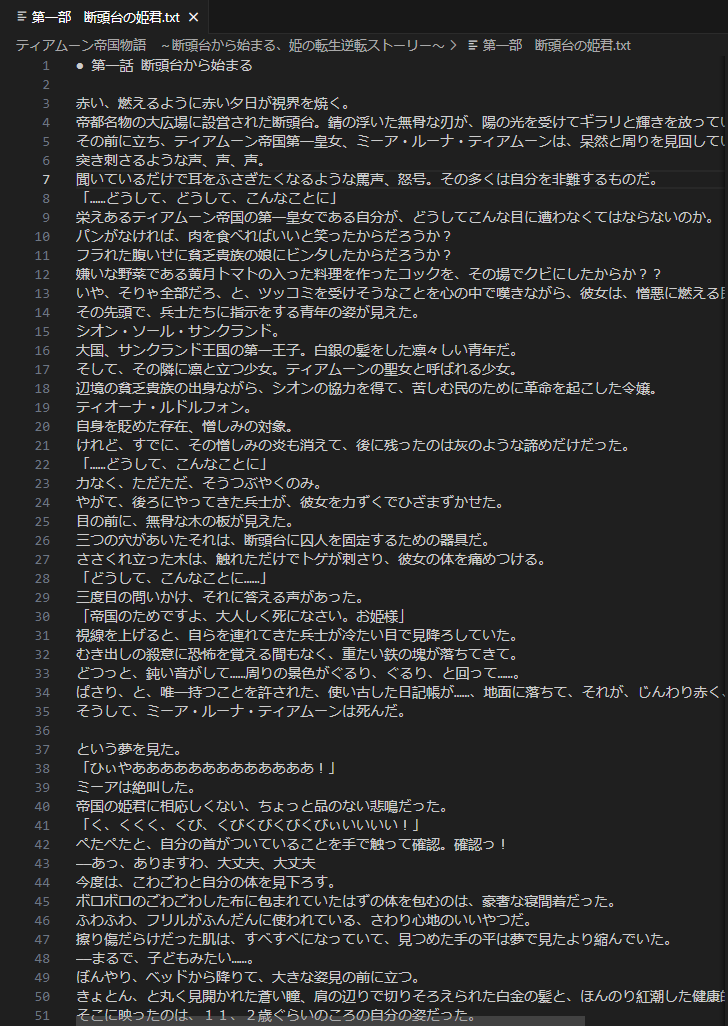 第一部　断頭台の姫君.txt
ティアムーン帝国物語　～断頭台から始まる、姫の転生逆転ストーリー～ > 第一部　断頭台の姫君.txt
1 ● 第一話 断頭台から始まる
2
3 赤い、燃えるように赤い夕日が視界を焼く。
4 帝都名物の大広場に設営された断頭台。錆の浮いた無骨な刃が、陽の光を受けてギラリと輝きを放ってい
5 その前に立ち、ティアムーン帝国第一皇女、ミーア・ルーナ・ティアムーンは、呆然と周りを見回してい
6 突き刺さるような声、声、声。
7 聞いているだけで耳をふさぎたくなるような罵声、怒号。その多くは自分を非難するものだ。
8 「……どうして、どうして、こんなことに」
9 栄えあるティアムーン帝国の第一皇女である自分が、どうしてこんな目に遭わなくてはならないのか。
10 パンがなければ、肉を食べればいいと笑ったからだろうか？
11 フラれた腹いせに貧乏貴族の娘にビンタしたからだろうか？
12 嫌いな野菜である黄月トマトの入った料理を作ったコックを、その場でクビにしたからか？？
13 いや、そりゃ全部だろ、と、ツッコミを受けそうなことを心の中で嘆きながら、彼女は、憎悪に燃える
14 その先頭で、兵士たちに指示をする青年の姿が見えた。
15 シオン・ソール・サンクランド。
16 大国、サンクランド王国の第一王子。白銀の髪をした凛々しい青年だ。
17 そして、その隣に凛と立つ少女。ティアムーンの聖女と呼ばれる少女。
18 辺境の貧乏貴族の出身ながら、シオンの協力を得て、苦しむ民のために革命を起こした令嬢。
19 ティオーナ・ルドルフォン。
20 自身を貶めた存在、憎しみの対象。
21 けれど、すでに、その憎しみの炎も消えて、後に残ったのは灰のような諦めだけだった。
22 「……どうして、こんなことに」
23 力なく、ただただ、そうつぶやくのみ。
24 やがて、後ろにやってきた兵士が、彼女を力ずくでひざまずかせた。
25 目の前に、無骨な木の板が見えた。
26 三つの穴があいたそれは、断頭台に囚人を固定するための器具だ。
27 ささくれ立った木は、触れただけでトゲが刺さり、彼女の体を痛めつける。
28 「どうして、こんなことに……」
29 三度目の問いかけ、それに答える声があった。
30 「帝国のためですよ、大人しく死になさい。お姫様」
31 視線を上げると、自らを連れてきた兵士が冷たい目で見降ろしていた。
32 むき出しの殺意に恐怖を覚える間もなく、重たい鉄の塊が落ちてきて。
33 どつっと、鈍い音がして……周りの景色がぐるり、ぐるり、と回って……。
34 ばさり、と、唯一持つことを許された、使い古した日記帳が……、地面に落ちて、それが、じんわり赤く、
35 そうして、ミーア・ルーナ・ティアムーンは死んだ。
36
37 という夢を見た。
38 「ひぃやあああああああああああああ！」
39 ミーアは絶叫した。
40 帝国の姫君に相応しくない、ちょっと品のない悲鳴だった。
41 「く、くくく、くび、くびくびくびくびぃいいいい！」
42 ぺたぺたと、自分の首がついていることを手で触って確認。確認っ！
43 ―あっ、ありますわ、大丈夫、大丈夫
44 今度は、こわごわと自分の体を見下ろす。
45 ボロボロのごわごわした布に包まれていたはずの体を包むのは、豪奢な寝間着だった。
46 ふわふわ、フリルがふんだんに使われている、さわり心地のいいやつだ。
47 擦り傷だらけだった肌は、すべすべになっていて、見つめた手の平は夢で見たより縮んでいた。
48 ―まるで、子どもみたい……。
49 ぼんやり、ベッドから降りて、大きな姿見の前に立つ。
50 きょとん、と丸く見開かれた蒼い瞳、肩の辺りで切りそろえられた白金の髪と、ほんのり紅潮した健康
51 そこに映ったのは、１１、２歳ぐらいのころの自分の姿だった。